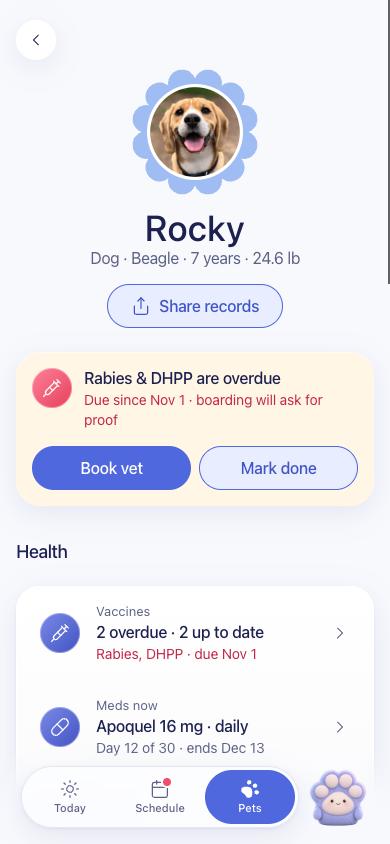 Rocky
Dog · Beagle · 7 years · 24.6 lb
Share records
Rabies & DHPP are overdue
Due since Nov 1 · boarding will ask for
proof
Book vet
Mark done
Health
Vaccines
2 overdue · 2 up to date
Rabies, DHPP · due Nov 1
Meds now
Apoquel 16 mg · daily
Day 12 of 30 · ends Dec 13
Today
Schedule
Pets